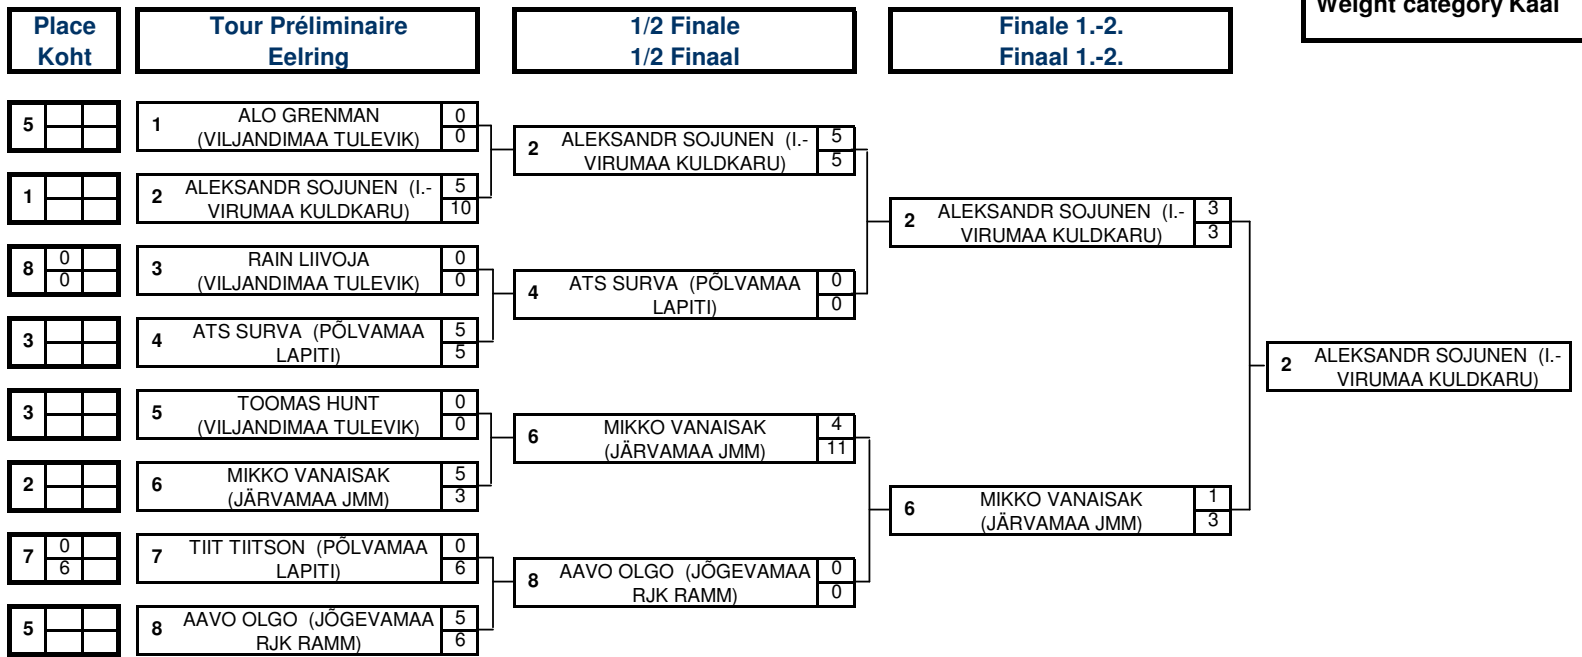 Weight category Kaal
Place
Koht
Tour Préliminaire
Eelring
1/2 Finale
1/2 Finaal
Finale 1.-2.
Finaal 1.-2.
5
1 ALO GRENMAN 0
(VILJANDIMAA TULEVIK) 0
1
2 ALEKSANDR SOJUNEN (I.- 5
VIRUMAA KULDKARU) 10
8 0
0
3 RAIN LIIVOJA 0
(VILJANDIMAA TULEVIK) 0
3
4 ATS SURVA (PÕLVAMAA 5
LAPITI) 5
3
5 TOOMAS HUNT 0
(VILJANDIMAA TULEVIK) 0
2
6 MIKKO VANAISAK 5
(JÄRVAMAA JMM) 3
7 0
6
7 TIIT TIITSON (PÕLVAMAA 0
LAPITI) 6
5
8 AAVO OLGO (JÕGEVAMAA 5
RJK RAMM) 6
2 ALEKSANDR SOJUNEN (I.- 5
VIRUMAA KULDKARU) 5
4 ATS SURVA (PÕLVAMAA 0
LAPITI) 0
6 MIKKO VANAISAK 4
(JÄRVAMAA JMM) 11
8 AAVO OLGO (JÕGEVAMAA 0
RJK RAMM) 0
2 ALEKSANDR SOJUNEN (I.- 3
VIRUMAA KULDKARU) 3
6 MIKKO VANAISAK 1
(JÄRVAMAA JMM) 3
2 ALEKSANDR SOJUNEN (I.-
VIRUMAA KULDKARU)